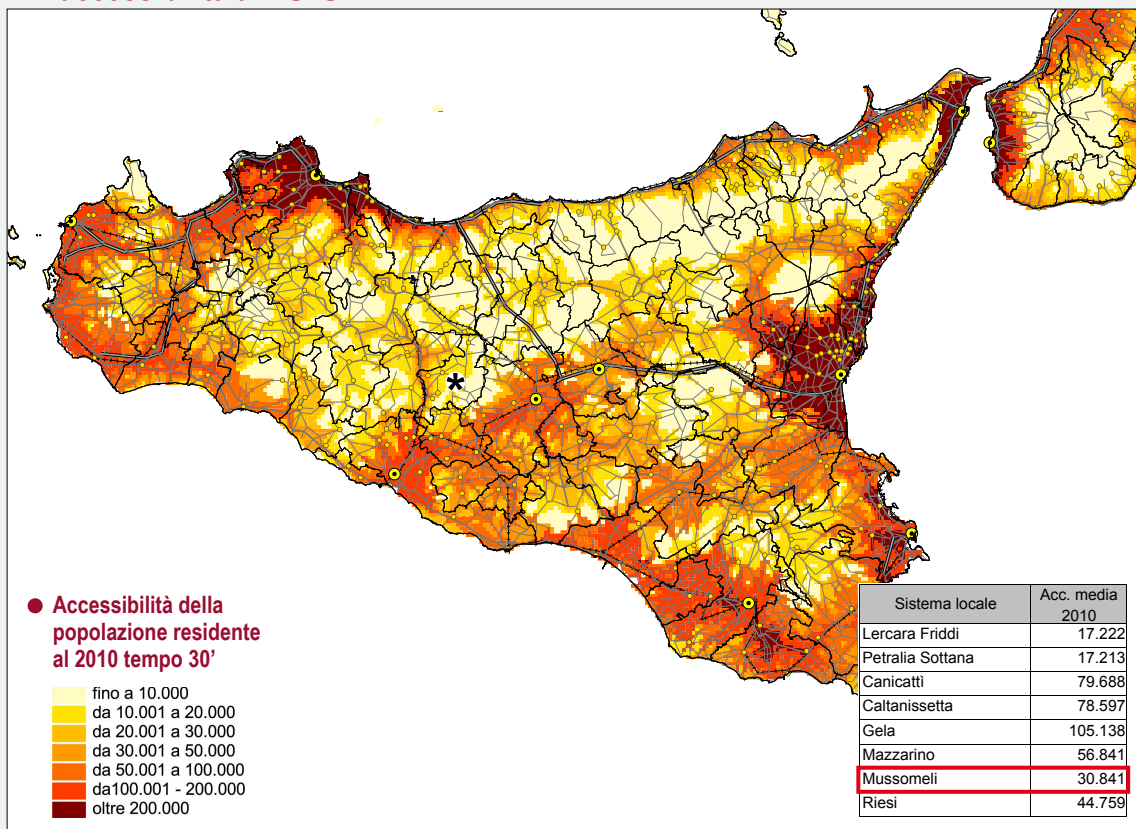 ● Accessibilità della
popolazione residente
al 2010 tempo 30’
fino a 10.000
da 10.001 a 20.000
da 20.001 a 30.000
da 30.001 a 50.000
da 50.001 a 100.000
da100.001 - 200.000
oltre 200.000
*
Sistema locale Acc. media 2010
Lercara Friddi 17.222
Petralia Sottana 17.213
Canicattì 79.688
Caltanissetta 78.597
Gela 105.138
Mazzarino 56.841
Mussomeli 30.841
Riesi 44.759